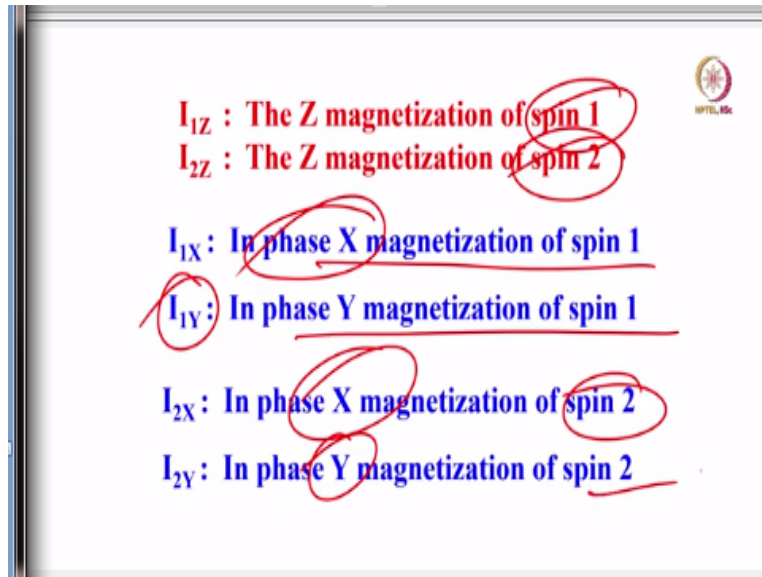 NPTEL, IISc
I₁Z : The Z magnetization of spin 1
I₂Z : The Z magnetization of spin 2
I₁X : In phase X magnetization of spin 1
I₁Y : In phase Y magnetization of spin 1
I₂X : In phase X magnetization of spin 2
I₂Y : In phase Y magnetization of spin 2